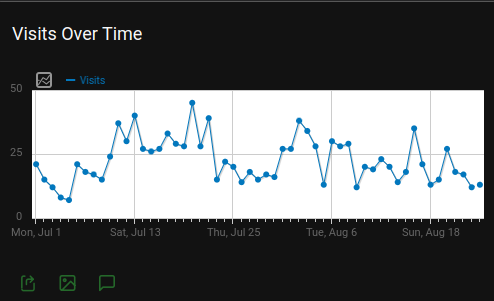 Visits Over Time
Visits
50
25
0
Mon, Jul 1 Sat, Jul 13 Thu, Jul 25 Tue, Aug 6 Sun, Aug 18